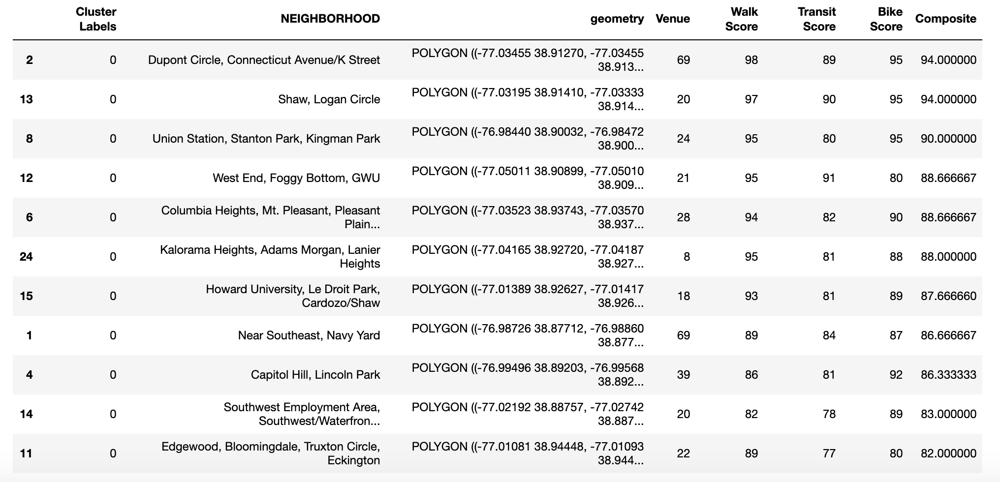 Cluster Labels NEIGHBORHOOD geometry Venue Walk Score Transit Score Bike Score Composite
2 0 Dupont Circle, Connecticut Avenue/K Street POLYGON ((-77.03455 38.91270, -77.03455 38.913... 69 98 89 95 94.000000
13 0 Shaw, Logan Circle POLYGON ((-77.03195 38.91410, -77.03333 38.914... 20 97 90 95 94.000000
8 0 Union Station, Stanton Park, Kingman Park POLYGON ((-76.98440 38.90032, -76.98472 38.900... 24 95 80 95 90.000000
12 0 West End, Foggy Bottom, GWU POLYGON ((-77.05011 38.90899, -77.05010 38.909... 21 95 91 80 88.666667
6 0 Columbia Heights, Mt. Pleasant, Pleasant Plain... POLYGON ((-77.03523 38.93743, -77.03570 38.937... 28 94 82 90 88.666667
24 0 Kalorama Heights, Adams Morgan, Lanier Heights POLYGON ((-77.04165 38.92720, -77.04187 38.927... 8 95 81 88 88.000000
15 0 Howard University, Le Droit Park, Cardozo/Shaw POLYGON ((-77.01389 38.92627, -77.01417 38.926... 18 93 81 89 87.666660
1 0 Near Southeast, Navy Yard POLYGON ((-76.98726 38.87712, -76.98860 38.877... 69 89 84 87 86.666667
4 0 Capitol Hill, Lincoln Park POLYGON ((-76.99496 38.89203, -76.99568 38.892... 39 86 81 92 86.333333
14 0 Southwest Employment Area, Southwest/Waterfron... POLYGON ((-77.02192 38.88757, -77.02742 38.887... 20 82 78 89 83.000000
11 0 Edgewood, Bloomingdale, Truxton Circle, Eckington POLYGON ((-77.01081 38.94448, -77.01093 38.944... 22 89 77 80 82.000000